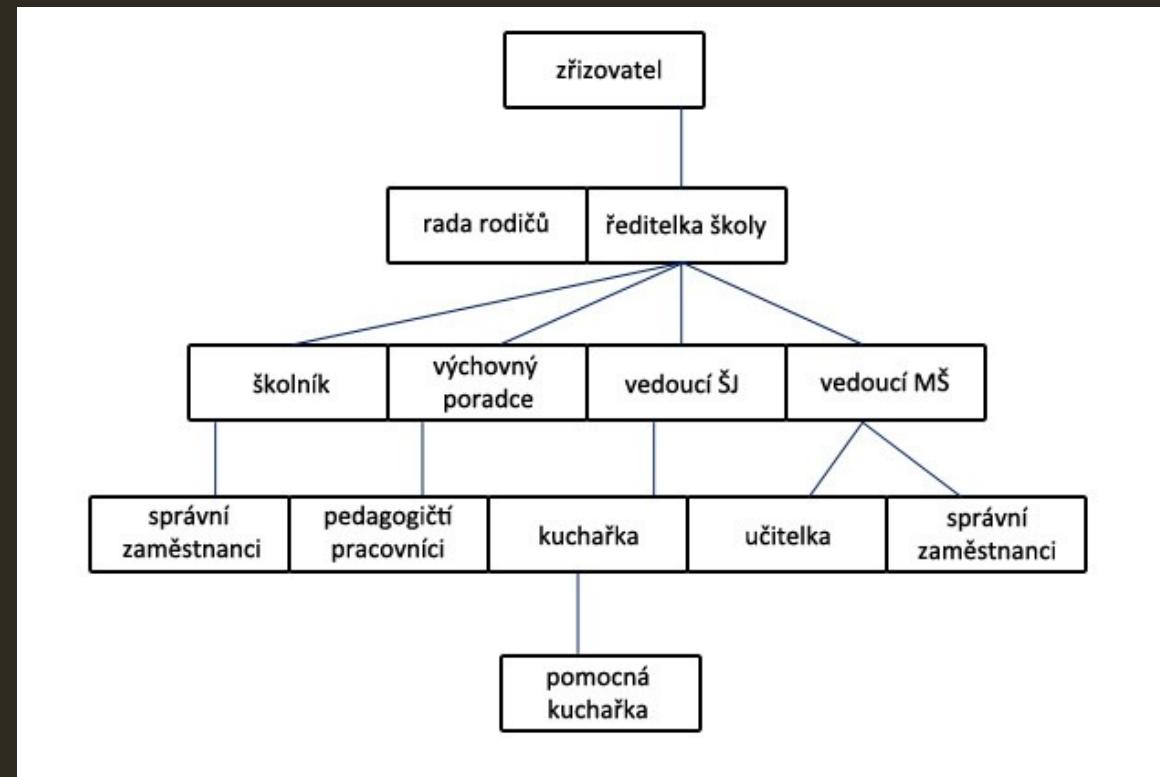 zřizovatel
rada rodičů
ředitelka školy
školník
výchovný
poradce
vedoucí ŠJ
vedoucí MŠ
správní
zaměstnanci
pedagogičtí
pracovníci
kuchařka
učitelka
správní
zaměstnanci
pomocná
kuchařka